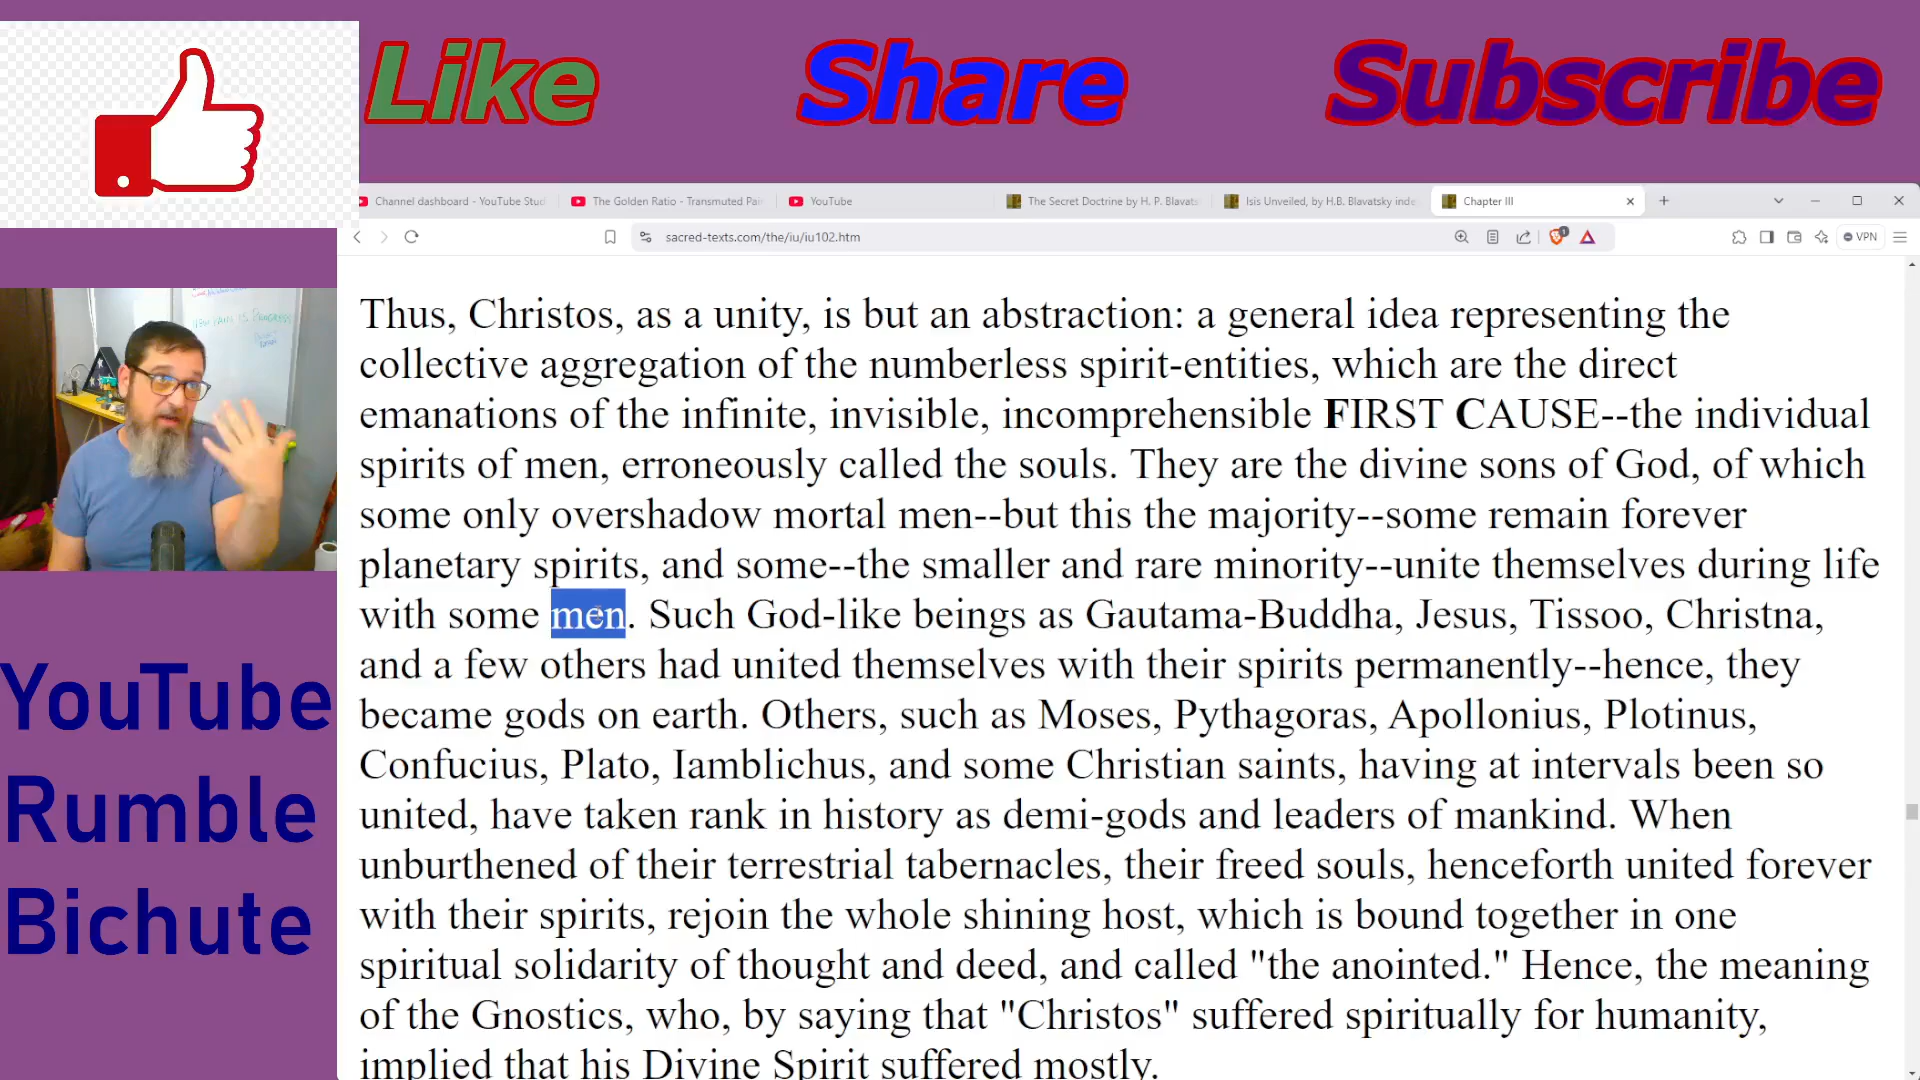 Like Share Subscribe
Channel dashboard - YouTube Stud
The Golden Ratio - Transmuted Pai
YouTube
The Secret Doctrine by H. P. Blavats
Isis Unveiled, by H.B. Blavatsky inde
Chapter III
sacred-texts.com/the/iu/iu102.htm
1
VPN
Thus, Christos, as a unity, is but an abstraction: a general idea representing the
collective aggregation of the numberless spirit-entities, which are the direct
emanations of the infinite, invisible, incomprehensible FIRST CAUSE--the individual
spirits of men, erroneously called the souls. They are the divine sons of God, of which
some only overshadow mortal men--but this the majority--some remain forever
planetary spirits, and some--the smaller and rare minority--unite themselves during life
with some men. Such God-like beings as Gautama-Buddha, Jesus, Tissoo, Christna,
and a few others had united themselves with their spirits permanently--hence, they
became gods on earth. Others, such as Moses, Pythagoras, Apollonius, Plotinus,
Confucius, Plato, Iamblichus, and some Christian saints, having at intervals been so
united, have taken rank in history as demi-gods and leaders of mankind. When
unburthened of their terrestrial tabernacles, their freed souls, henceforth united forever
with their spirits, rejoin the whole shining host, which is bound together in one
spiritual solidarity of thought and deed, and called "the anointed." Hence, the meaning
of the Gnostics, who, by saying that "Christos" suffered spiritually for humanity,
implied that his Divine Spirit suffered mostly.
YouTube
Rumble
Bichute